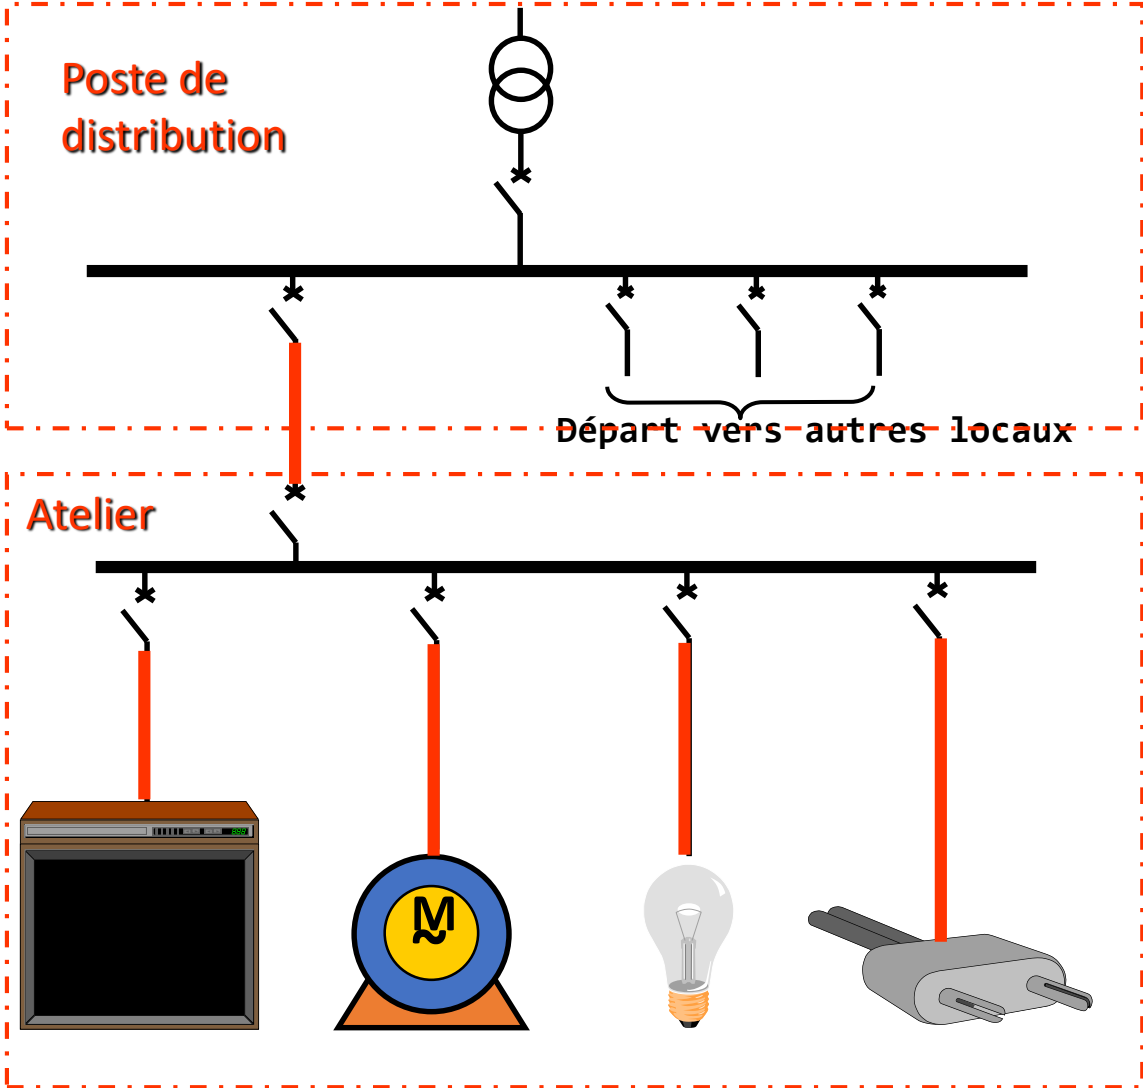 Poste de
distribution
Départ vers autres locaux
Atelier
M
~